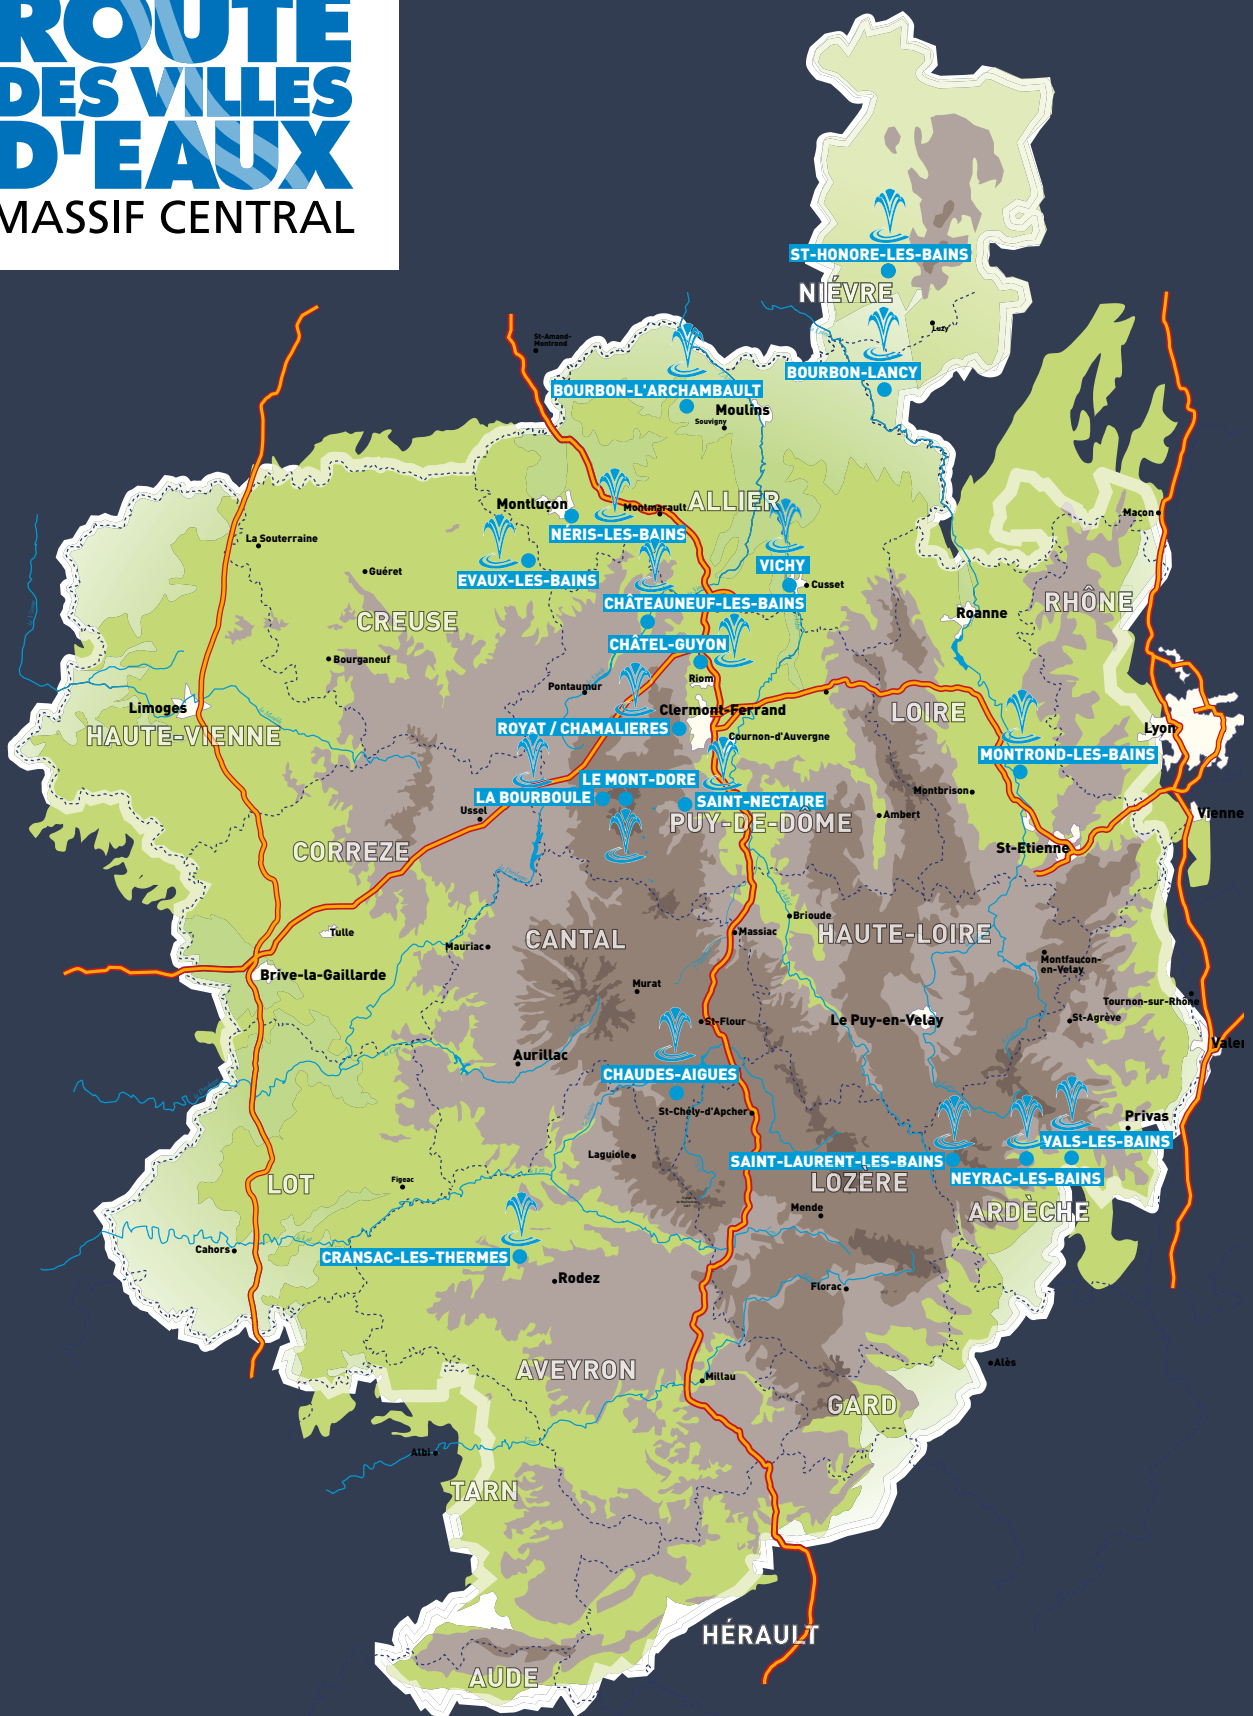 ROUTE
DES VILLES
D'EAUX
MASSIF CENTRAL
ST-HONORE-LES-BAINS
NIÉVRE
Luzy
St-Amand-
Montrond
BOURBON-LANCY
BOURBON-L'ARCHAMBAULT
Moulins
Souvigny
Montluçon
Montmarault
ALLIER
Macon
NÉRIS-LES-BAINS
La Souterraine
VICHY
Guéret
EVAUX-LES-BAINS
Cusset
CHÂTEAUNEUF-LES-BAINS
RHÔNE
Roanne
CREUSE
CHÂTEL-GUYON
Bourganeuf
Riom
Pontaumur
Limoges
Clermont-Ferrand
LOIRE
HAUTE-VIENNE
ROYAT / CHAMALIERES
Cournon-d'Auvergne
Lyon
MONTROND-LES-BAINS
LE MONT-DORE
Montbrison
LA BOURBOULE
SAINT-NECTAIRE
Ussel
PUY-DE-DÔME
Ambert
Vienne
CORREZE
St-Etienne
Brioude
Tulle
Massiac
HAUTE-LOIRE
CANTAL
Mauriac
Montfaucon-
en-Velay
Brive-la-Gaillarde
Murat
Tournon-sur-Rhône
St-Flour
Le Puy-en-Velay
St-Agrève
Valen
Aurillac
CHAUDES-AIGUES
St-Chély-d'Apcher
Privas
VALS-LES-BAINS
Laguiole
SAINT-LAURENT-LES-BAINS
NEYRAC-LES-BAINS
LOT
Figeac
LOZÈRE
Mende
ARDÈCHE
Cahors
CRANSAC-LES-THERMES
Rodez
Florac
Alès
AVEYRON
Millau
GARD
Albi
TARN
HÉRAULT
AUDE